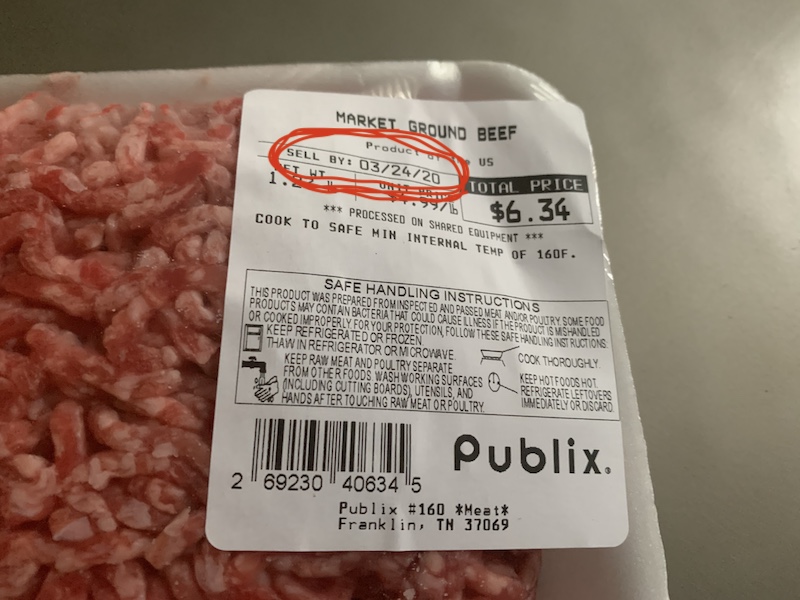 MARKET GROUND BEEF
Product of US
SELL BY: 03/24/20
NET WT
TOTAL PRICE
$6.34
*** PROCESSED ON SHARED EQUIPMENT ***
COOK TO SAFE MIN INTERNAL TEMP OF 160F.
SAFE HANDLING INSTRUCTIONS
THIS PRODUCT WAS PREPARED FROM INSPECTED AND PASSED MEAT AND/OR POULTRY. SOME FOOD
PRODUCTS MAY CONTAIN BACTERIA THAT COULD CAUSE ILLNESS IF THE PRODUCT IS MISHANDLED
OR COOKED IMPROPERLY. FOR YOUR PROTECTION, FOLLOW THESE SAFE HANDLING INSTRUCTIONS.
KEEP REFRIGERATED OR FROZEN.
THAW IN REFRIGERATOR OR MICROWAVE.
KEEP RAW MEAT AND POULTRY SEPARATE
FROM OTHER FOODS. WASH WORKING SURFACES
(INCLUDING CUTTING BOARDS), UTENSILS, AND
HANDS AFTER TOUCHING RAW MEAT OR POULTRY.
COOK THOROUGHLY.
KEEP HOT FOODS HOT.
REFRIGERATE LEFTOVERS
IMMEDIATELY OR DISCARD.
Publix.
2 69230 40634 5
Publix #160 *Meat*
Franklin, TN 37069